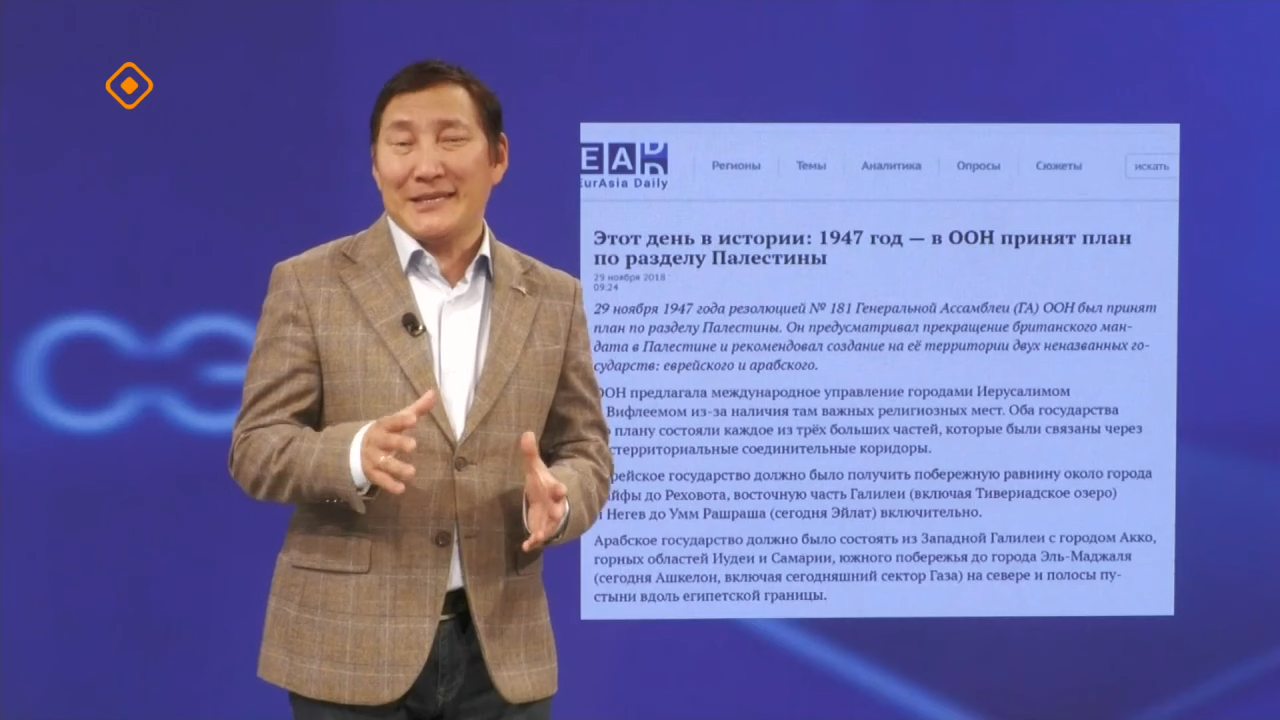 СЭ
EAD
EurAsia Daily
Регионы Темы Аналитика Опросы Сюжеты искать
Этот день в истории: 1947 год — в ООН принят план
по разделу Палестины
29 ноября 2018
09:24
29 ноября 1947 года резолюцией № 181 Генеральной Ассамблеи (ГА) ООН был принят
план по разделу Палестины. Он предусматривал прекращение британского ман-
дата в Палестине и рекомендовал создание на её территории двух неназванных го-
сударств: еврейского и арабского.
ООН предлагала международное управление городами Иерусалимом
Вифлеемом из-за наличия там важных религиозных мест. Оба государства
плану состояли каждое из трёх больших частей, которые были связаны через
стерриториальные соединительные коридоры.
рейское государство должно было получить побережную равнину около города
айфы до Реховота, восточную часть Галилеи (включая Тивериадское озеро)
и Негев до Умм Рашраша (сегодня Эйлат) включительно.
Арабское государство должно было состоять из Западной Галилеи с городом Акко,
горных областей Иудеи и Самарии, южного побережья до города Эль-Маджаля
(сегодня Ашкелон, включая сегодняшний сектор Газа) на севере и полосы пу-
стыни вдоль египетской границы.